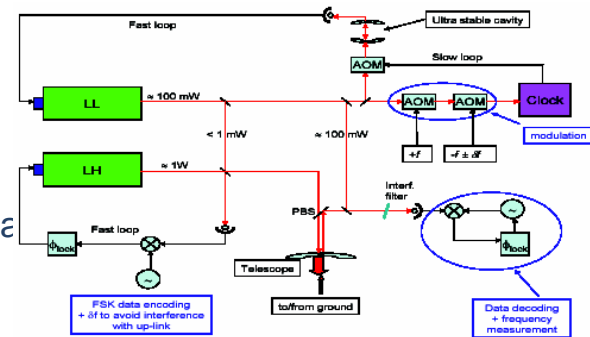 Fast loop
Ultra stable cavity
AOM
Slow loop
LL
≈ 100 mW
AOM
AOM
Clock
< 1 mW
≈ 100 mW
modulation
+f
-f ± δf
LH
≈ 1W
Interf.
filter
PBS
a
Fast loop
ϕlock
~
ϕlock
Telescope
~
FSK data encoding
+ δf to avoid interference
with up-link
to/from ground
Data decoding
+ frequency
measurement